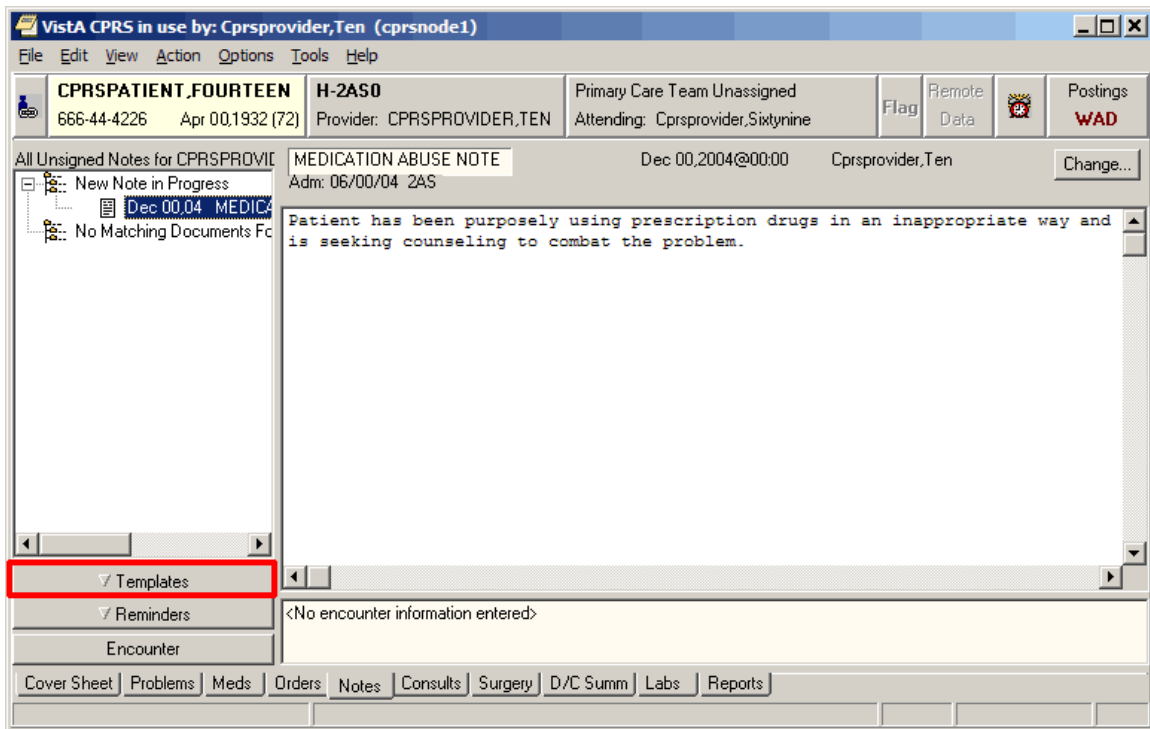 VistA CPRS in use by: Cprsprovider,Ten (cprsnode1)
File Edit View Action Options Tools Help
CPRSPATIENT,FOURTEEN
666-44-4226 Apr 00,1932 (72)
H-2AS0
Provider: CPRSPROVIDER,TEN
Primary Care Team Unassigned
Attending: Cprsprovider,Sixtynine
Flag
Remote
Data
Postings
WAD
All Unsigned Notes for CPRSPROVIE
New Note in Progress
Dec 00,04 MEDICA
No Matching Documents Fo
MEDICATION ABUSE NOTE Dec 00,2004@00:00 Cprsprovider,Ten
Change...
Adm: 06/00/04 2AS
Patient has been purposely using prescription drugs in an inappropriate way and
is seeking counseling to combat the problem.
Templates
Reminders
Encounter
<No encounter information entered>
Cover Sheet Problems Meds Orders Notes Consults Surgery D/C Summ Labs Reports